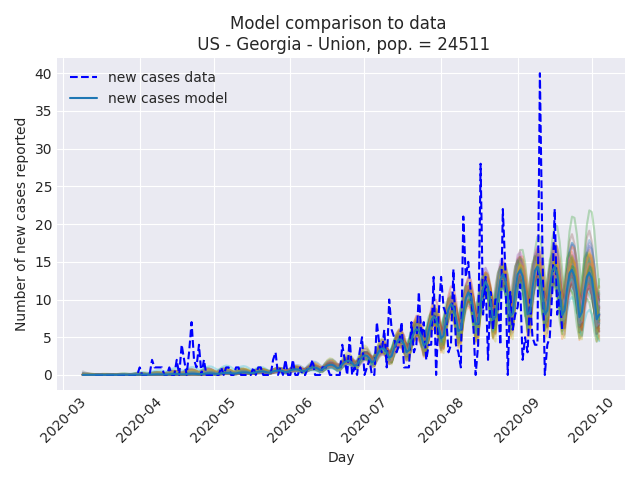 Model comparison to data
US - Georgia - Union, pop. = 24511
new cases data
new cases model
Number of new cases reported
40
35
30
25
20
15
10
5
0
2020-03
2020-04
2020-05
2020-06
2020-07
2020-08
2020-09
2020-10
Day